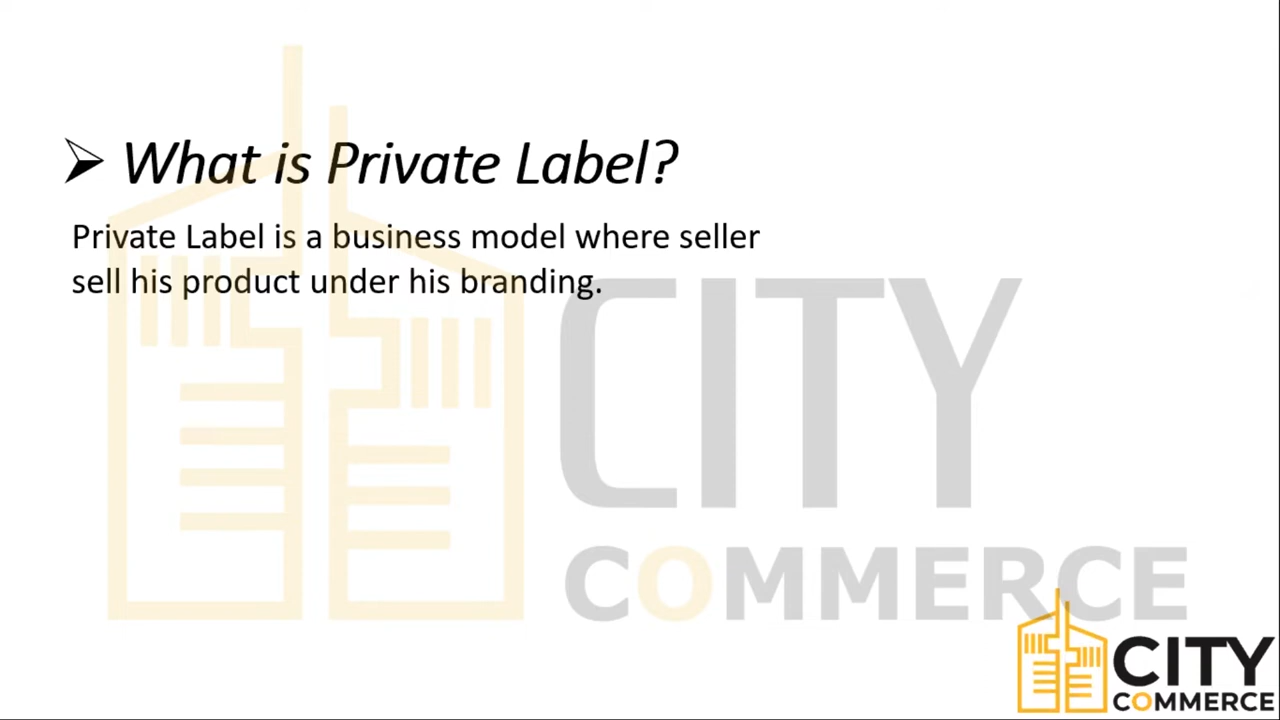 What is Private Label?
Private Label is a business model where seller
sell his product under his branding.
CITY
COMMERCE
CITY
COMMERCE